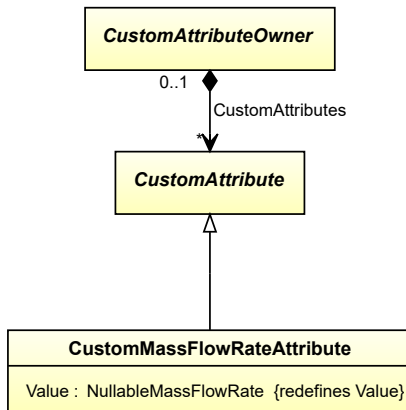 CustomAttributeOwner
0..1
CustomAttributes
*
CustomAttribute
CustomMassFlowRateAttribute
Value : NullableMassFlowRate {redefines Value}